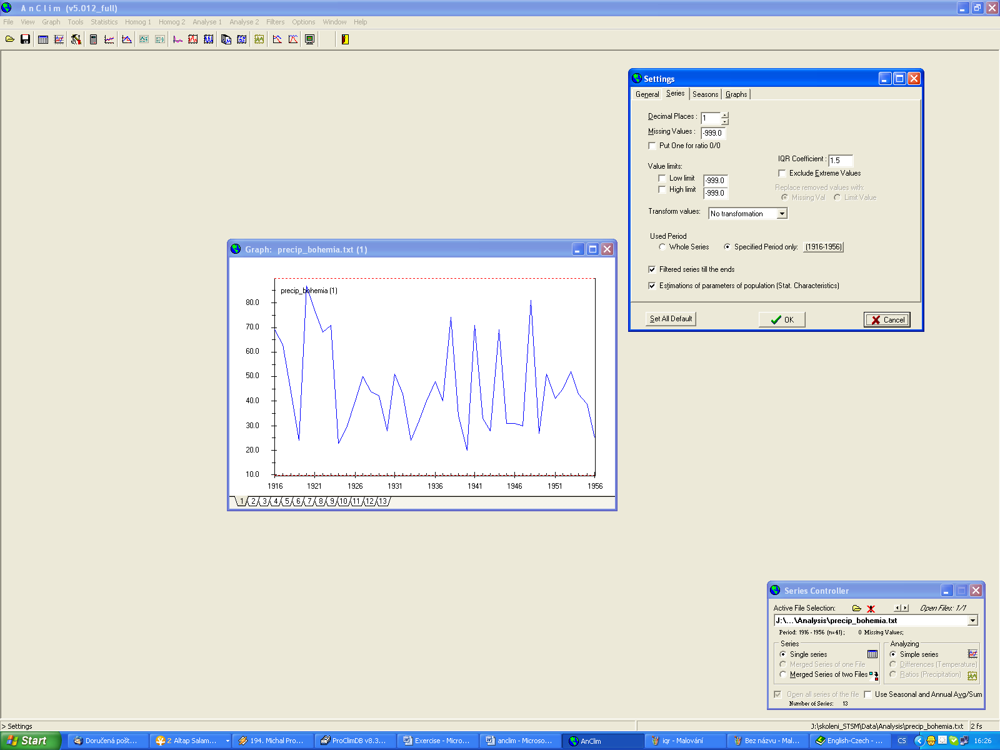 AnClim (v5.012_full)
File View Graph Tools Statistics Homog 1 Homog 2 Analyse 1 Analyse 2 Filters Options Window Help
Settings
General Series Seasons Graphs
Decimal Places : 1
Missing Values : -999.0
Put One for ratio 0/0
IQR Coefficient : 1.5
Exclude Extreme Values
Replace removed values with:
Missing Val Limit Value
Value limits:
Low limit -999.0
High limit -999.0
Transform values: No transformation
Used Period
Whole Series Specified Period only: (1916-1956)
Filtered series till the ends
Estimations of parameters of population (Stat. Characteristics)
Set All Default OK Cancel
Graph: precip_bohemia.txt (1)
precip_bohemia (1)
80.0
70.0
60.0
50.0
40.0
30.0
20.0
10.0
1916 1921 1926 1931 1936 1941 1946 1951 1956
1 2 3 4 5 6 7 8 9 10 11 12 13
Series Controller
Active File Selection: Open Files: 1/1
J:\...\Analysis\precip_bohemia.txt
Period: 1916 - 1956 (n=41); 0 Missing Values;
Series
Single series
Merged Series of one File
Merged Series of two Files
Analyzing
Simple series
Differences (Temperature)
Ratios (Precipitation)
Open all series of the file Use Seasonal and Annual Avg/Sum
Number of Series: 13
> Settings J:\skoleni_STSM\Data\Analysis\precip_bohemia.txt 2 fs
Start Doručená pošt... 2 Altap Salam... 194. Michal Pro... ProClimDB v8.3... Exercise - Micro... anclim - Microso... AnClim iqr - Malování Bez názvu - Mal... English-Czech - ... CS 16:26